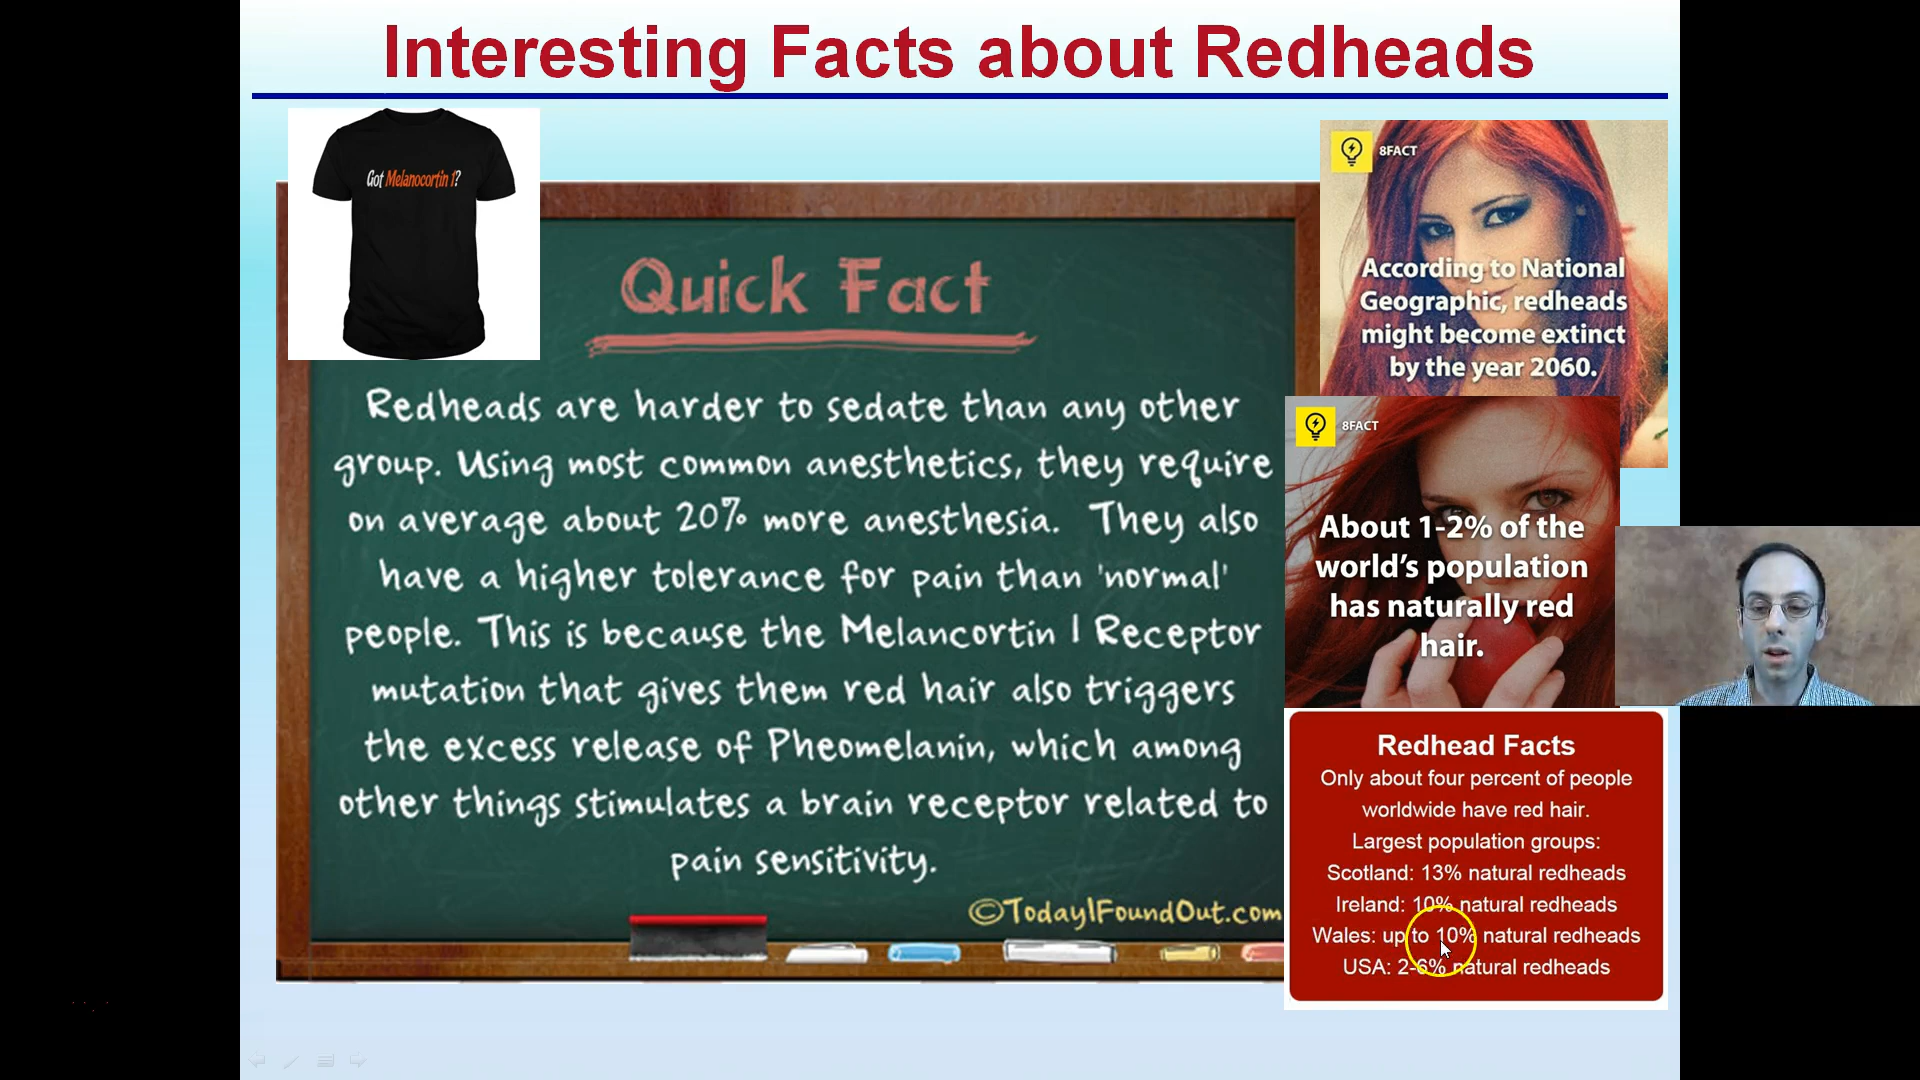 Interesting Facts about Redheads
Got Melanocortin 1?
Quick Fact
Redheads are harder to sedate than any other
group. Using most common anesthetics, they require
on average about 20% more anesthesia. They also
have a higher tolerance for pain than 'normal'
people. This is because the Melancortin 1 Receptor
mutation that gives them red hair also triggers
the excess release of Pheomelanin, which among
other things stimulates a brain receptor related to
pain sensitivity.
©TodayIFoundOut.com
8FACT
According to National
Geographic, redheads
might become extinct
by the year 2060.
8FACT
About 1-2% of the
world's population
has naturally red
hair.
Redhead Facts
Only about four percent of people
worldwide have red hair.
Largest population groups:
Scotland: 13% natural redheads
Ireland: 10% natural redheads
Wales: up to 10% natural redheads
USA: 2-6% natural redheads